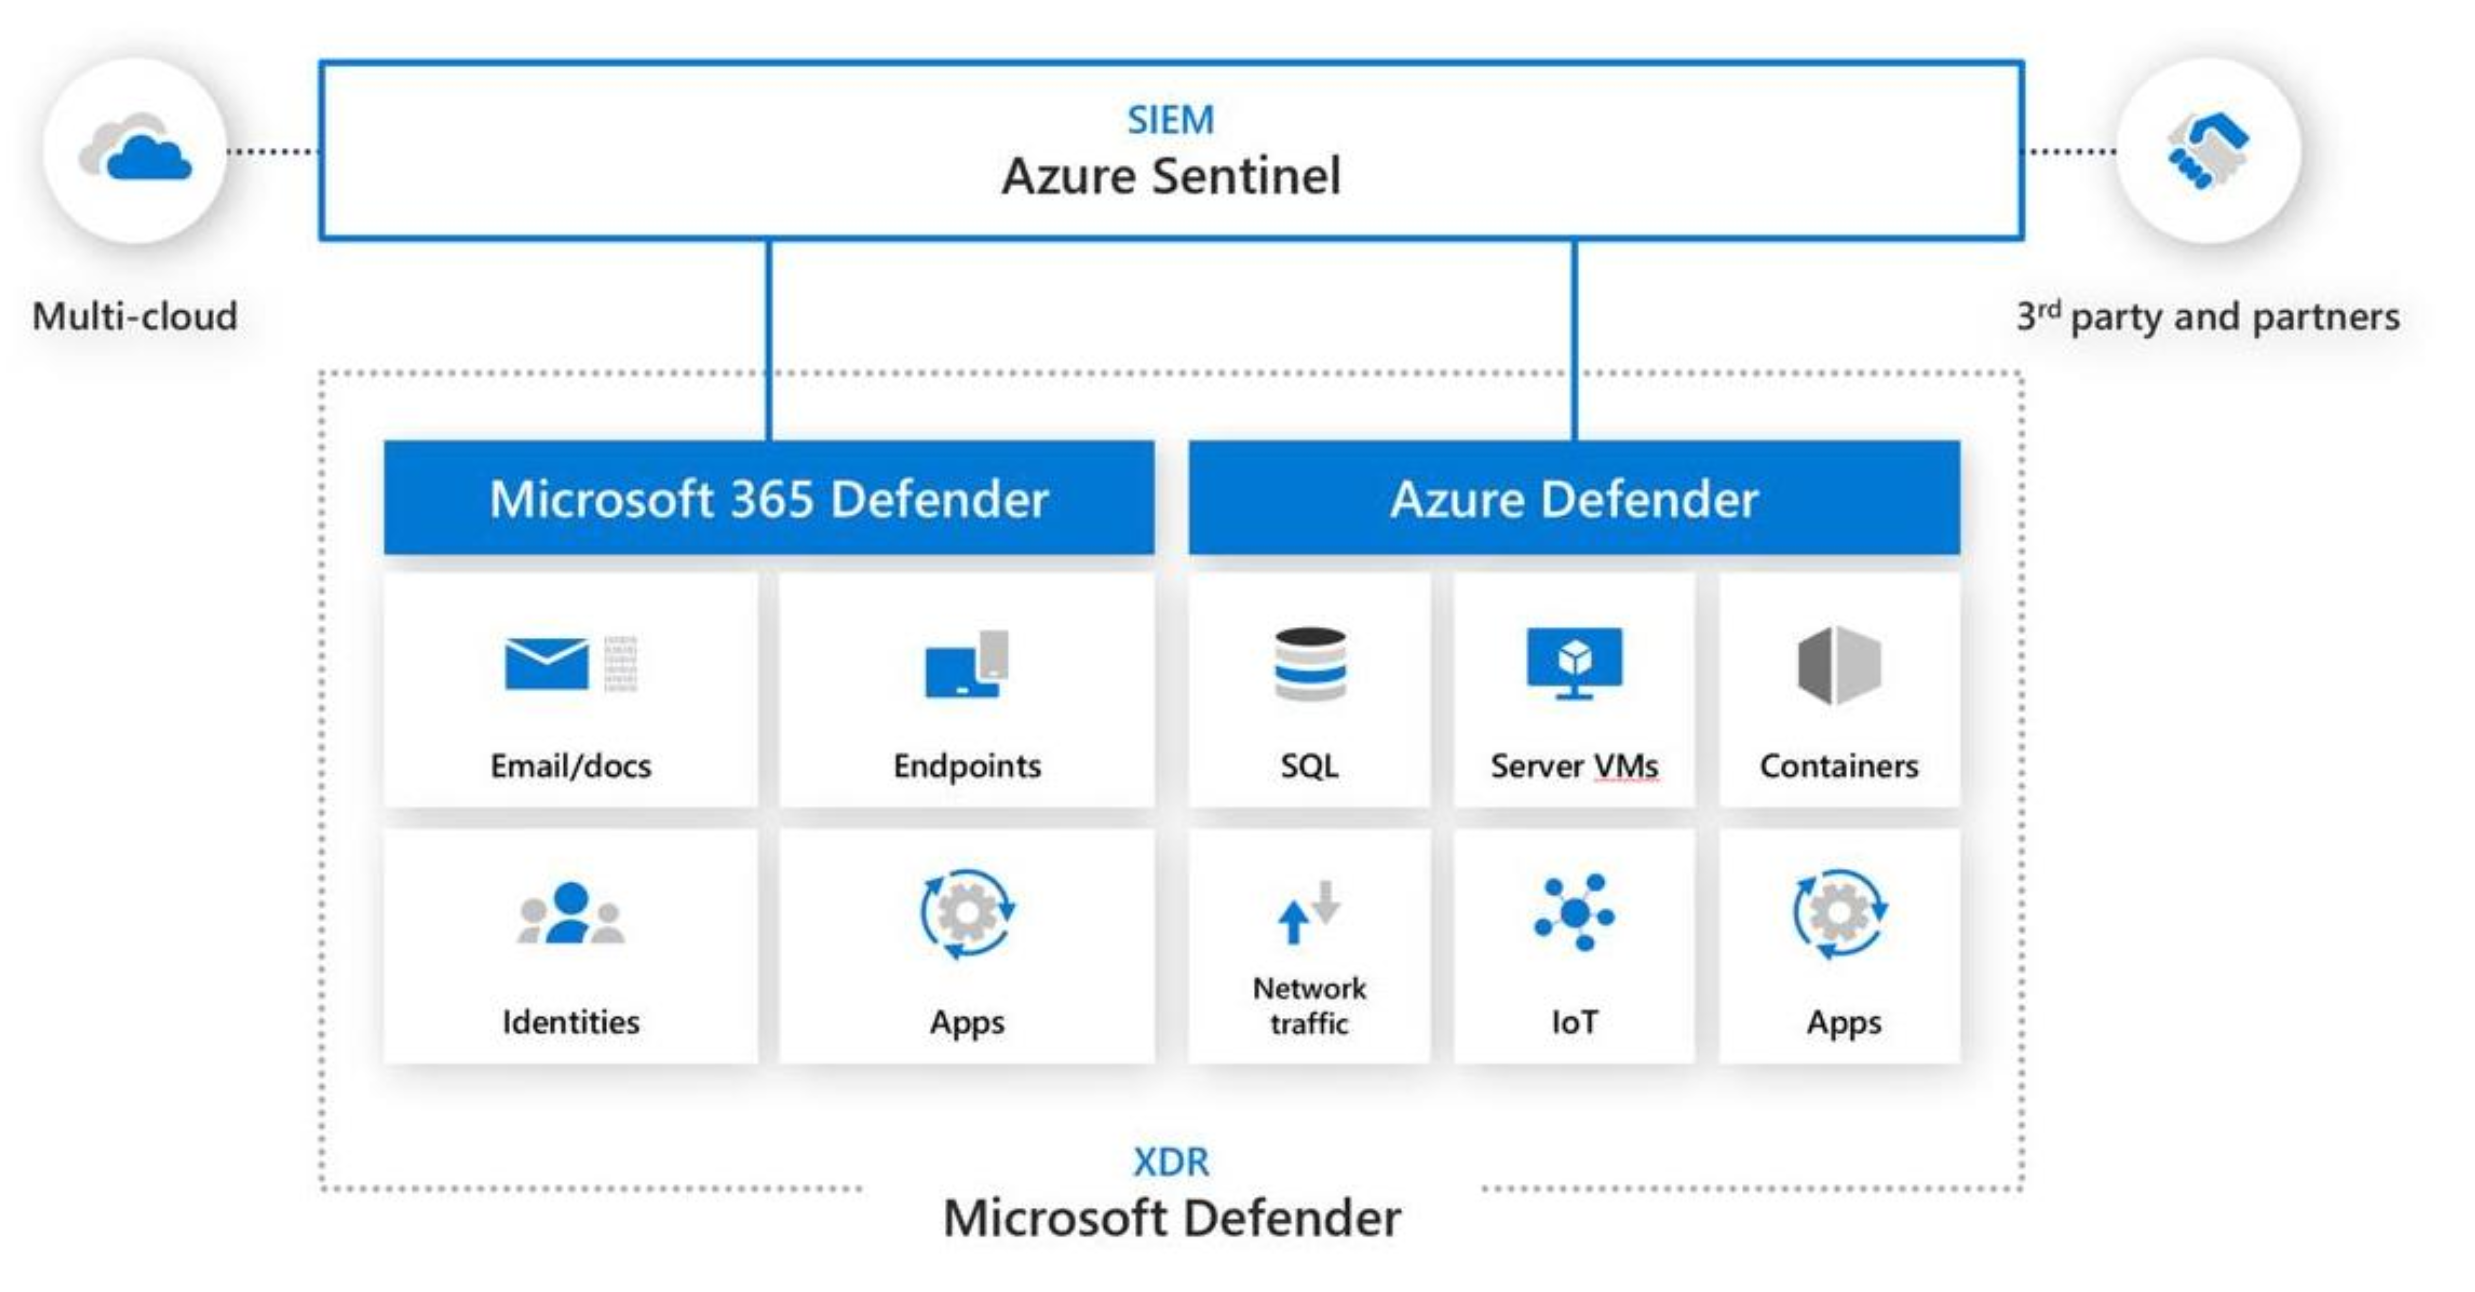 SIEM
Azure Sentinel
Multi-cloud
3rd party and partners
Microsoft 365 Defender
Azure Defender
Email/docs
Endpoints
SQL
Server VMs
Containers
Identities
Apps
Network
traffic
IoT
Apps
XDR
Microsoft Defender